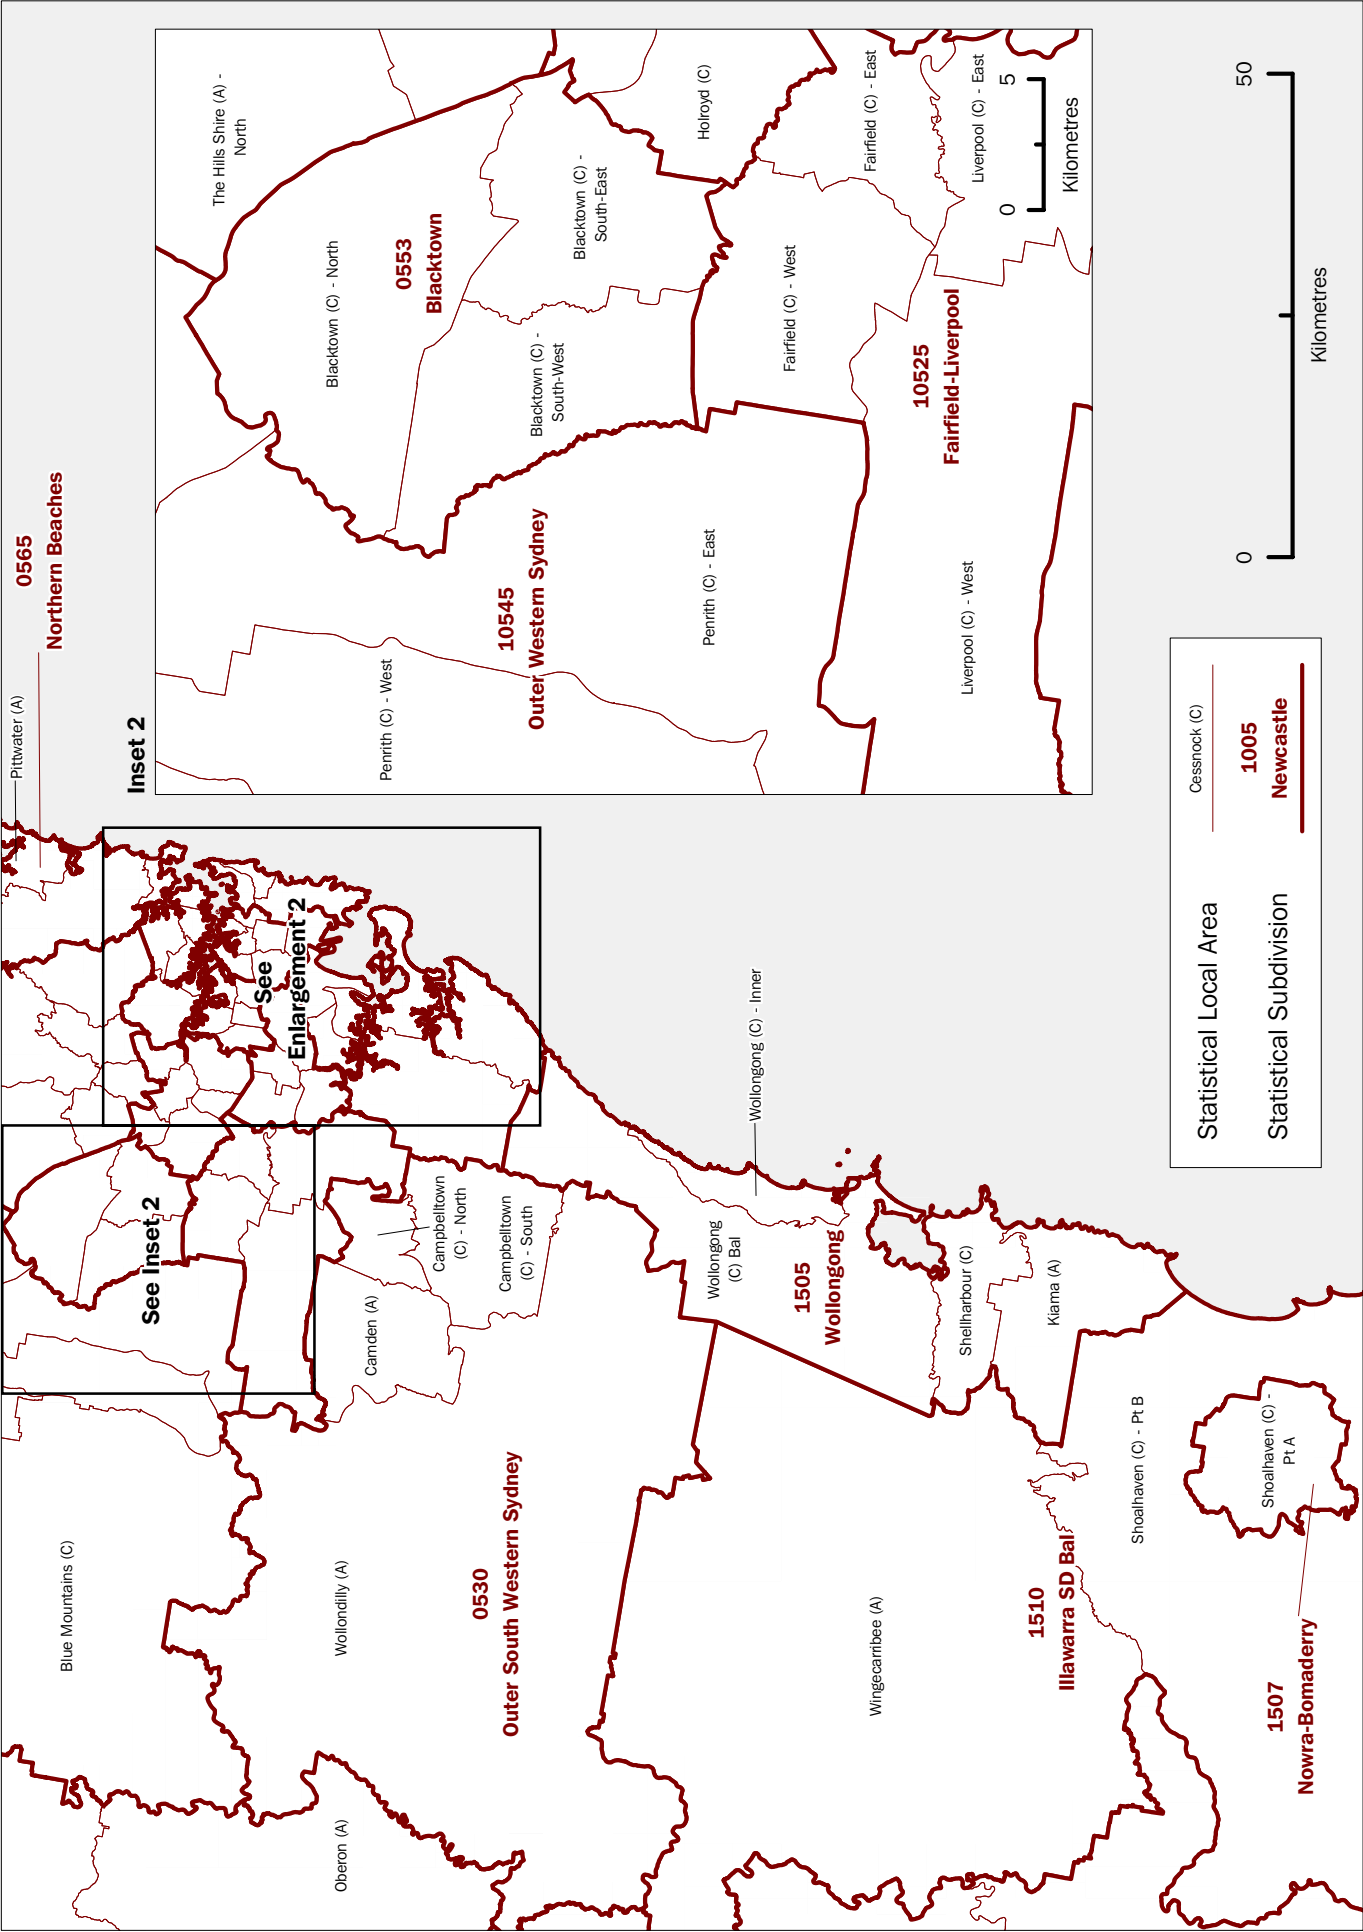 0565
Northern Beaches
Pittwater (A)
Inset 2
The Hills Shire (A) -
North
Blacktown (C) - North
0553
Blacktown
Blacktown (C) -
South-East
Blacktown (C) -
South-West
Holroyd (C)
Fairfield (C) - East
Liverpool (C) - East
Fairfield (C) - West
10525
Fairfield-Liverpool
Liverpool (C) - West
10545
Outer Western Sydney
Penrith (C) - East
Penrith (C) - West
0
5
Kilometres
0
50
Kilometres
See
Enlargement 2
See Inset 2
Blue Mountains (C)
Oberon (A)
Wollondilly (A)
0530
Outer South Western Sydney
Camden (A)
Campbelltown
(C) - North
Campbelltown
(C) - South
Wollongong (C) - Inner
Wollongong
(C) Bal
1505
Wollongong
Shellharbour (C)
Kiama (A)
Wingecarribee (A)
1510
Illawarra SD Bal
Shoalhaven (C) - Pt B
Shoalhaven (C) -
Pt A
1507
Nowra-Bomaderry
Statistical Local Area
Cessnock (C)
Statistical Subdivision
1005
Newcastle